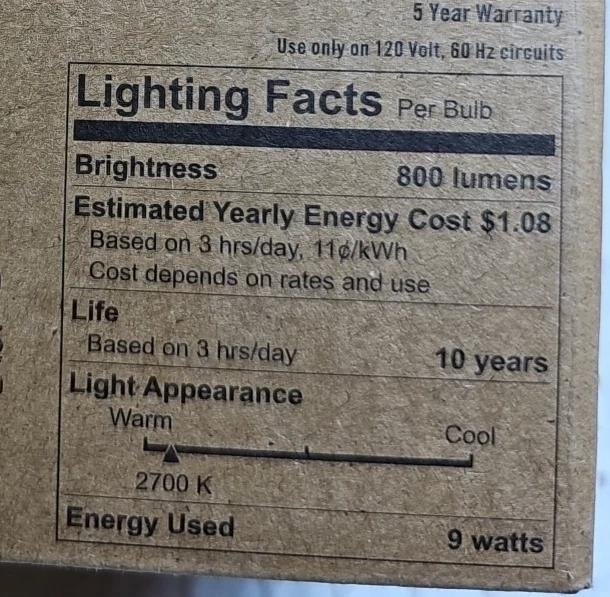 5 Year Warranty
Use only on 120 Volt, 60 Hz circuits
Lighting Facts Per Bulb
Brightness 800 lumens
Estimated Yearly Energy Cost $1.08
Based on 3 hrs/day, 11¢/kWh
Cost depends on rates and use
Life
Based on 3 hrs/day 10 years
Light Appearance
Warm Cool
2700 K
Energy Used 9 watts